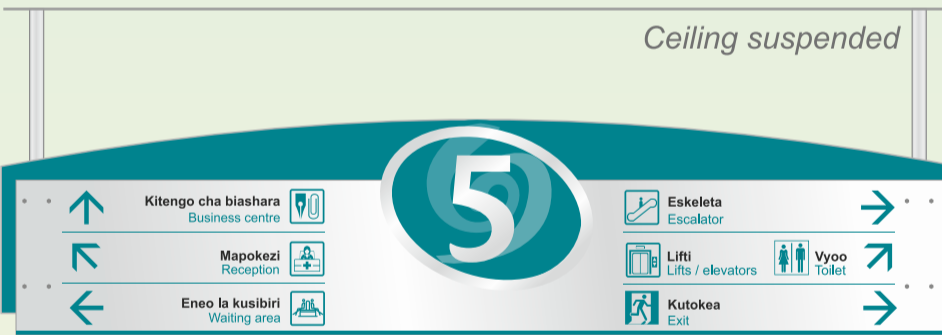 Ceiling suspended
5
Kitengo cha biashara
Business centre
Mapokezi
Reception
Eneo la kusibiri
Waiting area
Eskeleta
Escalator
Lifti
Lifts / elevators
Vyoo
Toilet
Kutokea
Exit